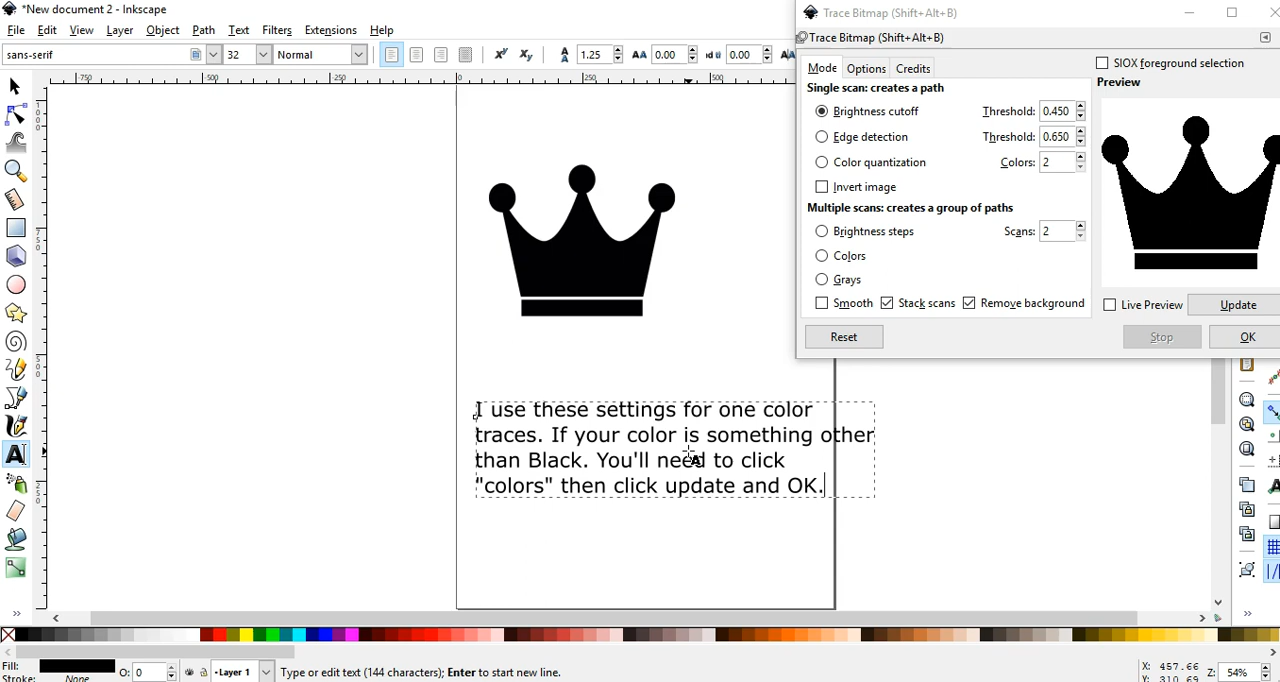 *New document 2 - Inkscape
File Edit View Layer Object Path Text Filters Extensions Help
sans-serif 32 Normal 1.25 0.00 0.00
Trace Bitmap (Shift+Alt+B)
Trace Bitmap (Shift+Alt+B)
Mode Options Credits
SIOX foreground selection
Single scan: creates a path
Preview
Brightness cutoff Threshold: 0.450
Edge detection Threshold: 0.650
Color quantization Colors: 2
Invert image
Multiple scans: creates a group of paths
Brightness steps Scans: 2
Colors
Grays
Smooth Stack scans Remove background
Live Preview Update
Reset Stop OK
I use these settings for one color
traces. If your color is something other
than Black. You'll need to click
"colors" then click update and OK.
Fill:
Stroke: None
O: 0
Layer 1
Type or edit text (144 characters); Enter to start new line.
X: 457.66
Y: 310.69
Z: 54%